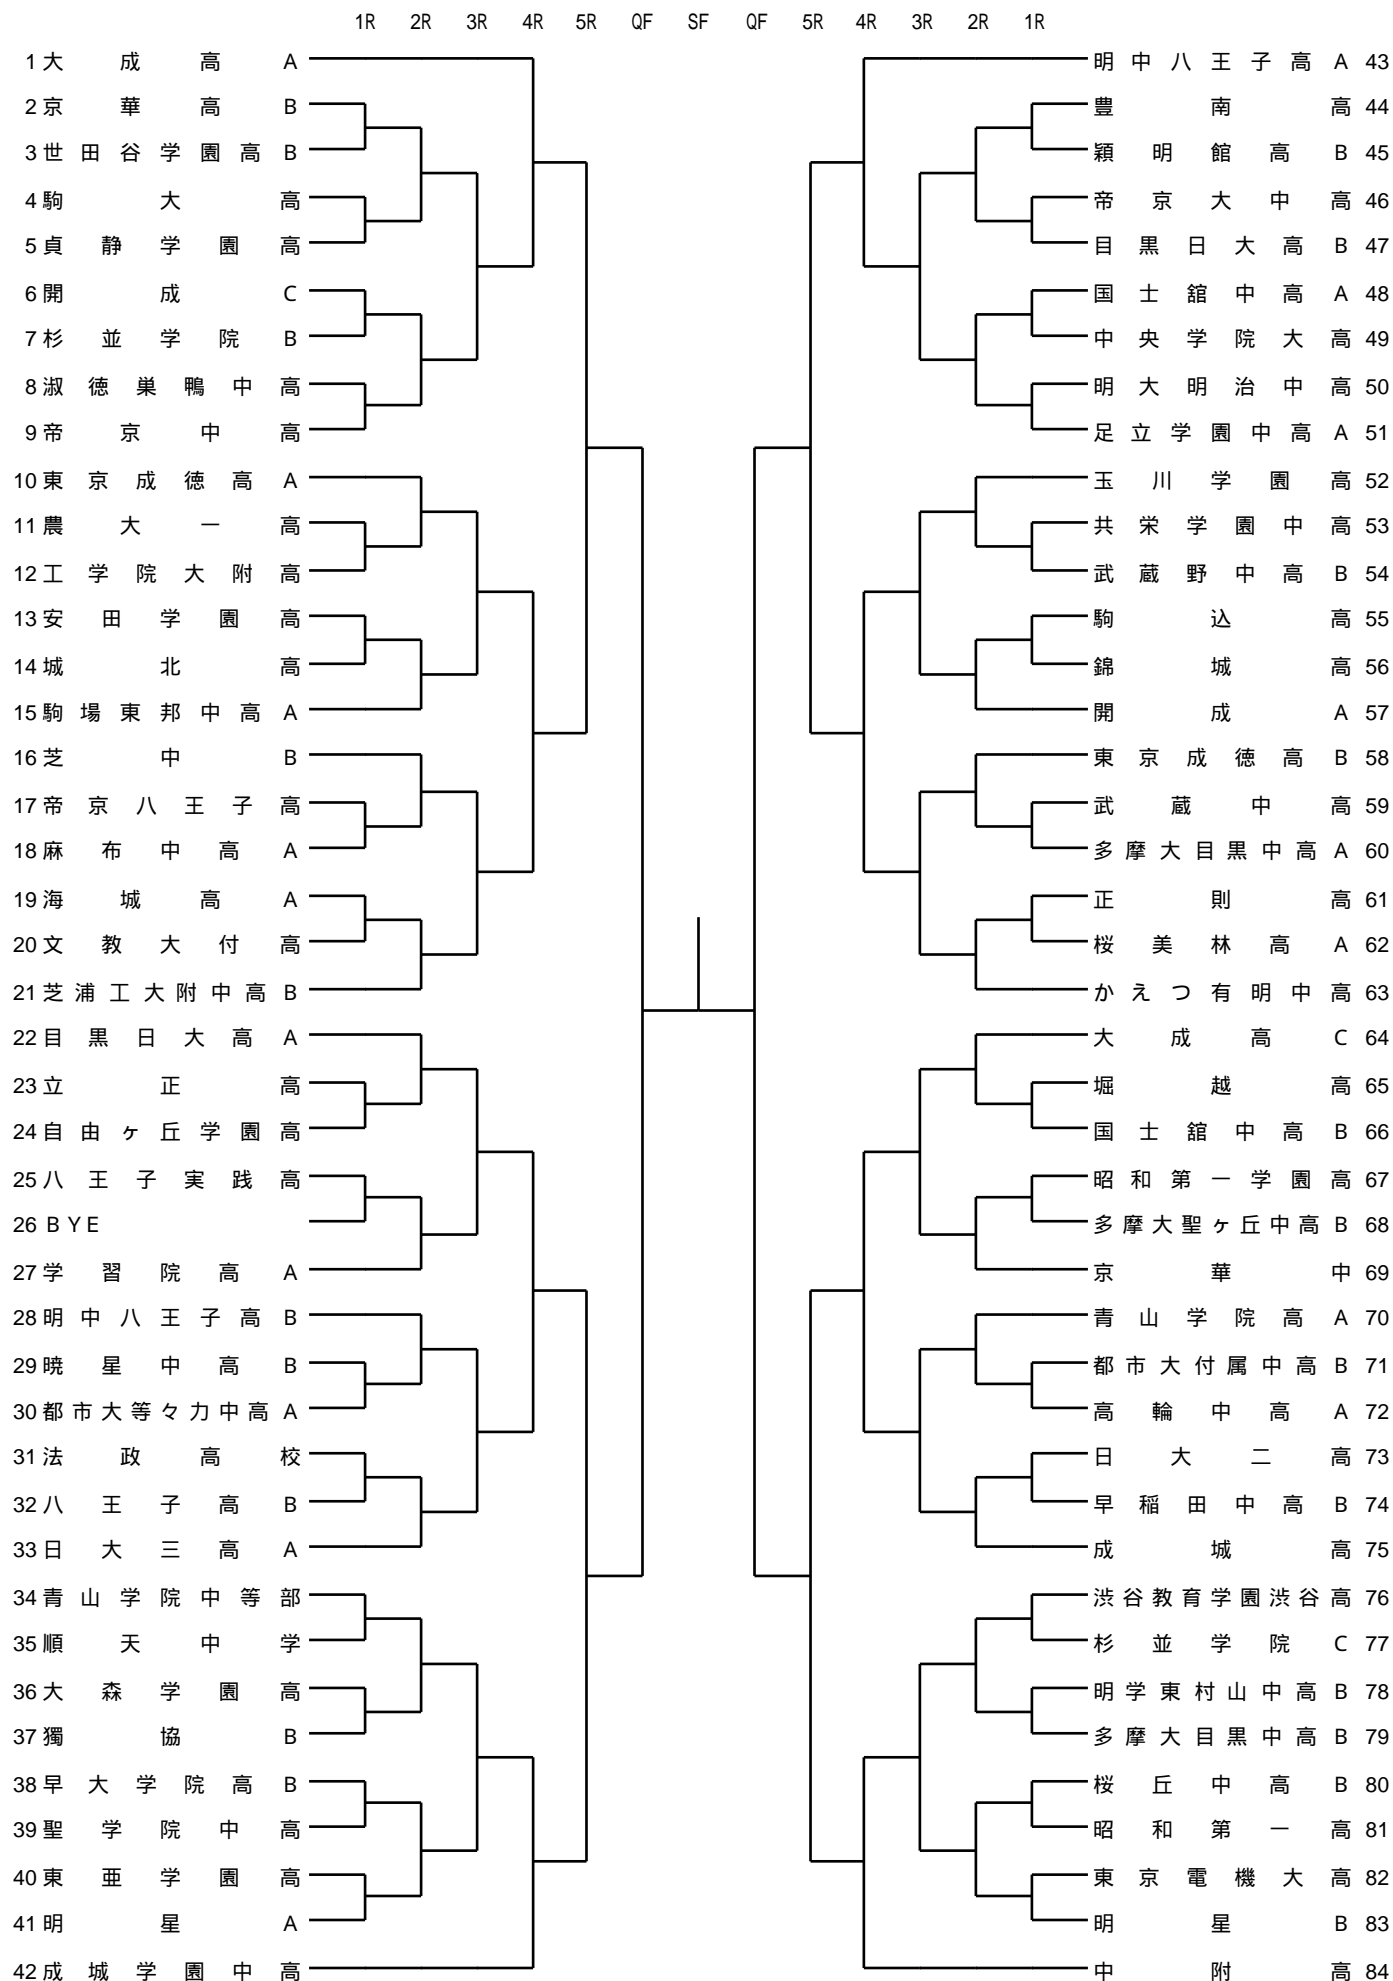 1R 2R 3R 4R 5R QF SF QF 5R 4R 3R 2R 1R
1 大成高 A
2 京華高 B
3 世田谷学園高 B
4 駒大高
5 貞静学園高
6 開成 C
7 杉並学院 B
8 淑徳巣鴨中高
9 帝京中高
10 東京成徳高 A
11 農大一高
12 工学院大附高
13 安田学園高
14 城北高
15 駒場東邦中高 A
16 芝中 B
17 帝京八王子高
18 麻布中高 A
19 海城高 A
20 文教大付高
21 芝浦工大附中高 B
22 目黒日大高 A
23 立正高
24 自由ヶ丘学園高
25 八王子実践高
26 BYE
27 学習院高 A
28 明中八王子高 B
29 暁星中高 B
30 都市大等々力中高 A
31 法政高校
32 八王子高 B
33 日大三高 A
34 青山学院中等部
35 順天中学
36 大森学園高
37 獨協 B
38 早大学院高 B
39 聖学院中高
40 東亜学園高
41 明星 A
42 成城学園中高
明中八王子高 A 43
豊南高 44
穎明館高 B 45
帝京大中高 46
目黒日大高 B 47
国士舘中高 A 48
中央学院大高 49
明大明治中高 50
足立学園中高 A 51
玉川学園高 52
共栄学園中高 53
武蔵野中高 B 54
駒込高 55
錦城高 56
開成 A 57
東京成徳高 B 58
武蔵中高 59
多摩大目黒中高 A 60
正則高 61
桜美林高 A 62
かえつ有明中高 63
大成高 C 64
堀越高 65
国士舘中高 B 66
昭和第一学園高 67
多摩大聖ヶ丘中高 B 68
京華中 69
青山学院高 A 70
都市大付属中高 B 71
高輪中高 A 72
日大二高 73
早稲田中高 B 74
成城高 75
渋谷教育学園渋谷高 76
杉並学院 C 77
明学東村山中高 B 78
多摩大目黒中高 B 79
桜丘中高 B 80
昭和第一高 81
東京電機大高 82
明星 B 83
中附高 84